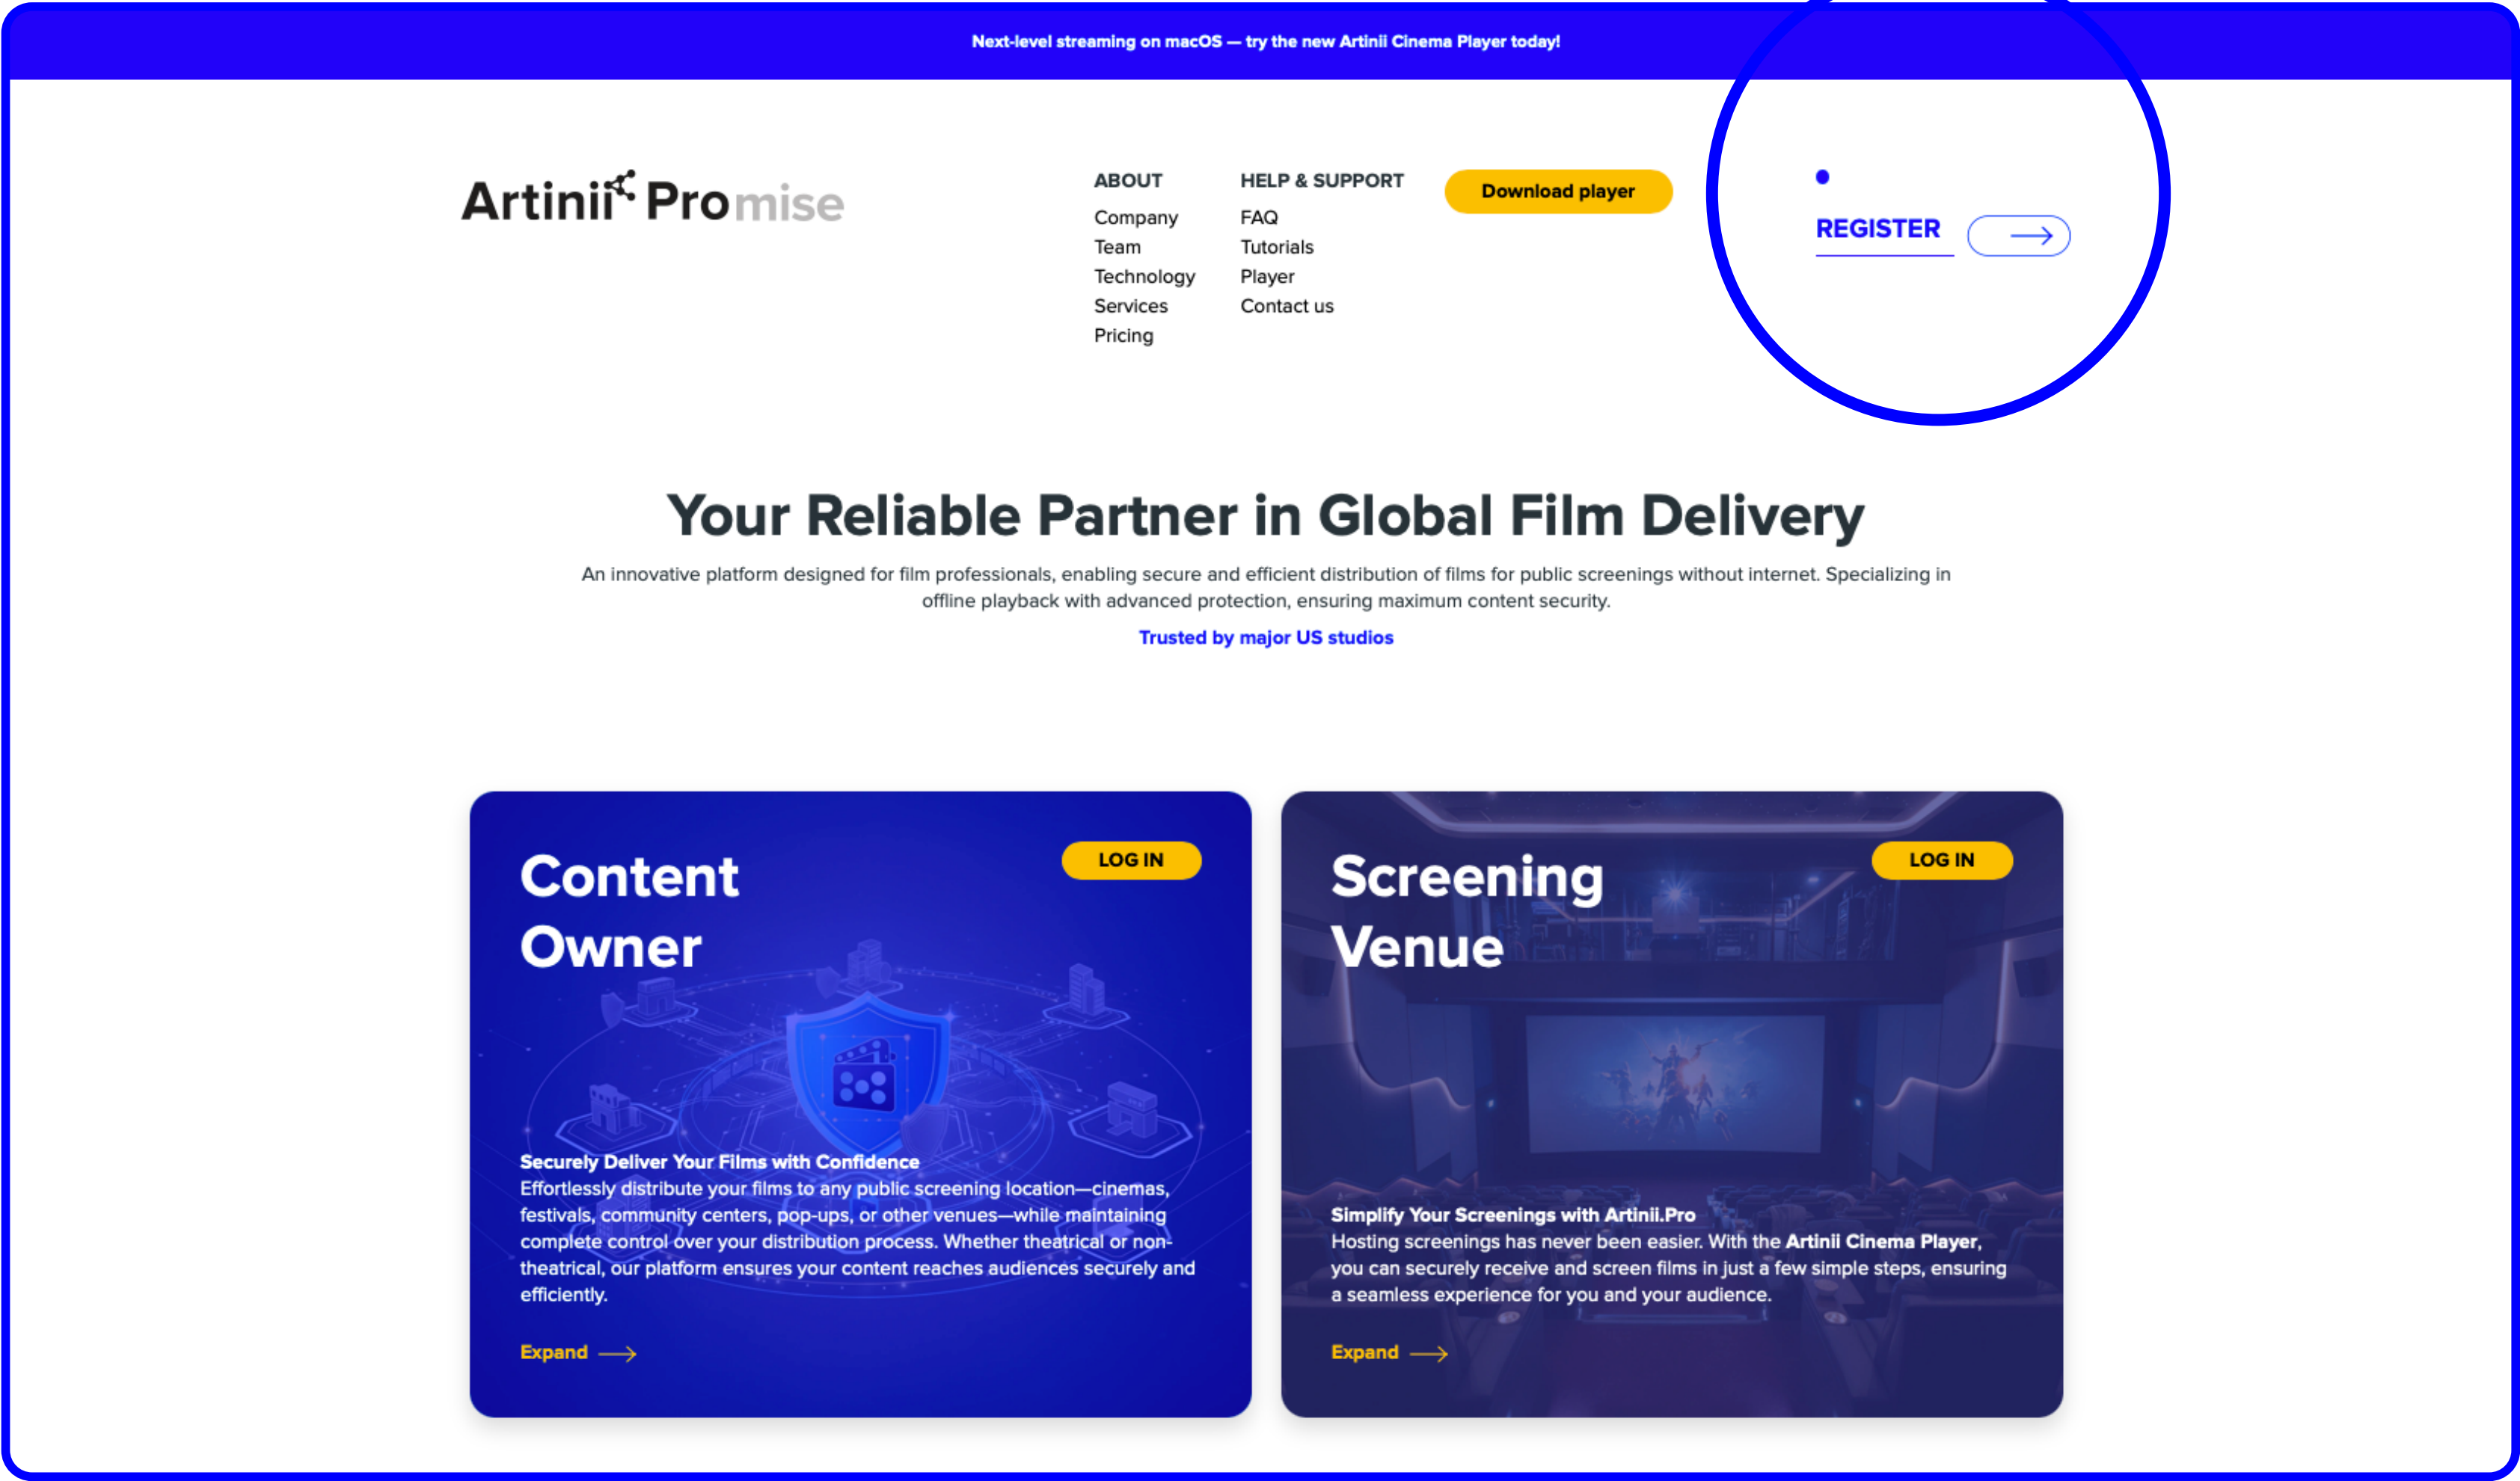 Next-level streaming on macOS — try the new Artinii Cinema Player today!
Artinii Promise
ABOUT
Company
Team
Technology
Services
Pricing
HELP & SUPPORT
FAQ
Tutorials
Player
Contact us
Download player
REGISTER
Your Reliable Partner in Global Film Delivery
An innovative platform designed for film professionals, enabling secure and efficient distribution of films for public screenings without internet. Specializing in
offline playback with advanced protection, ensuring maximum content security.
Trusted by major US studios
Content
Owner
LOG IN
Securely Deliver Your Films with Confidence
Effortlessly distribute your films to any public screening location—cinemas,
festivals, community centers, pop-ups, or other venues—while maintaining
complete control over your distribution process. Whether theatrical or non-
theatrical, our platform ensures your content reaches audiences securely and
efficiently.
Expand
Screening
Venue
LOG IN
Simplify Your Screenings with Artinii.Pro
Hosting screenings has never been easier. With the Artinii Cinema Player,
you can securely receive and screen films in just a few simple steps, ensuring
a seamless experience for you and your audience.
Expand